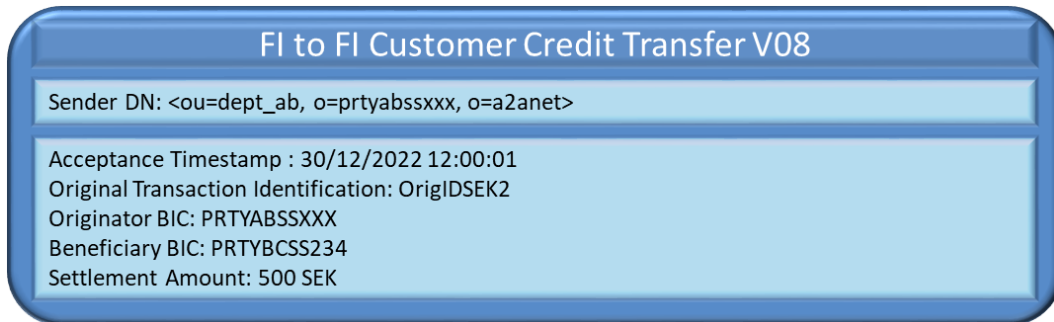 FI to FI Customer Credit Transfer V08
Sender DN: <ou=dept_ab, o=prtyabssxxx, o=a2anet>
Acceptance Timestamp : 30/12/2022 12:00:01
Original Transaction Identification: OrigIDSEK2
Originator BIC: PRTYABSSXXX
Beneficiary BIC: PRTYBCSS234
Settlement Amount: 500 SEK